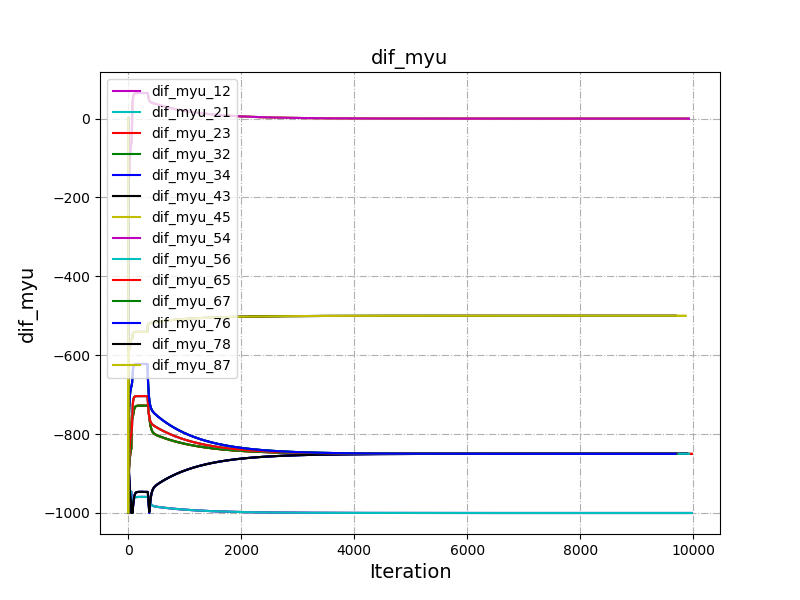 dif_myu
dif_myu
0
−200
−400
−600
−800
−1000
dif_myu_12
dif_myu_21
dif_myu_23
dif_myu_32
dif_myu_34
dif_myu_43
dif_myu_45
dif_myu_54
dif_myu_56
dif_myu_65
dif_myu_67
dif_myu_76
dif_myu_78
dif_myu_87
0 2000 4000 6000 8000 10000
Iteration